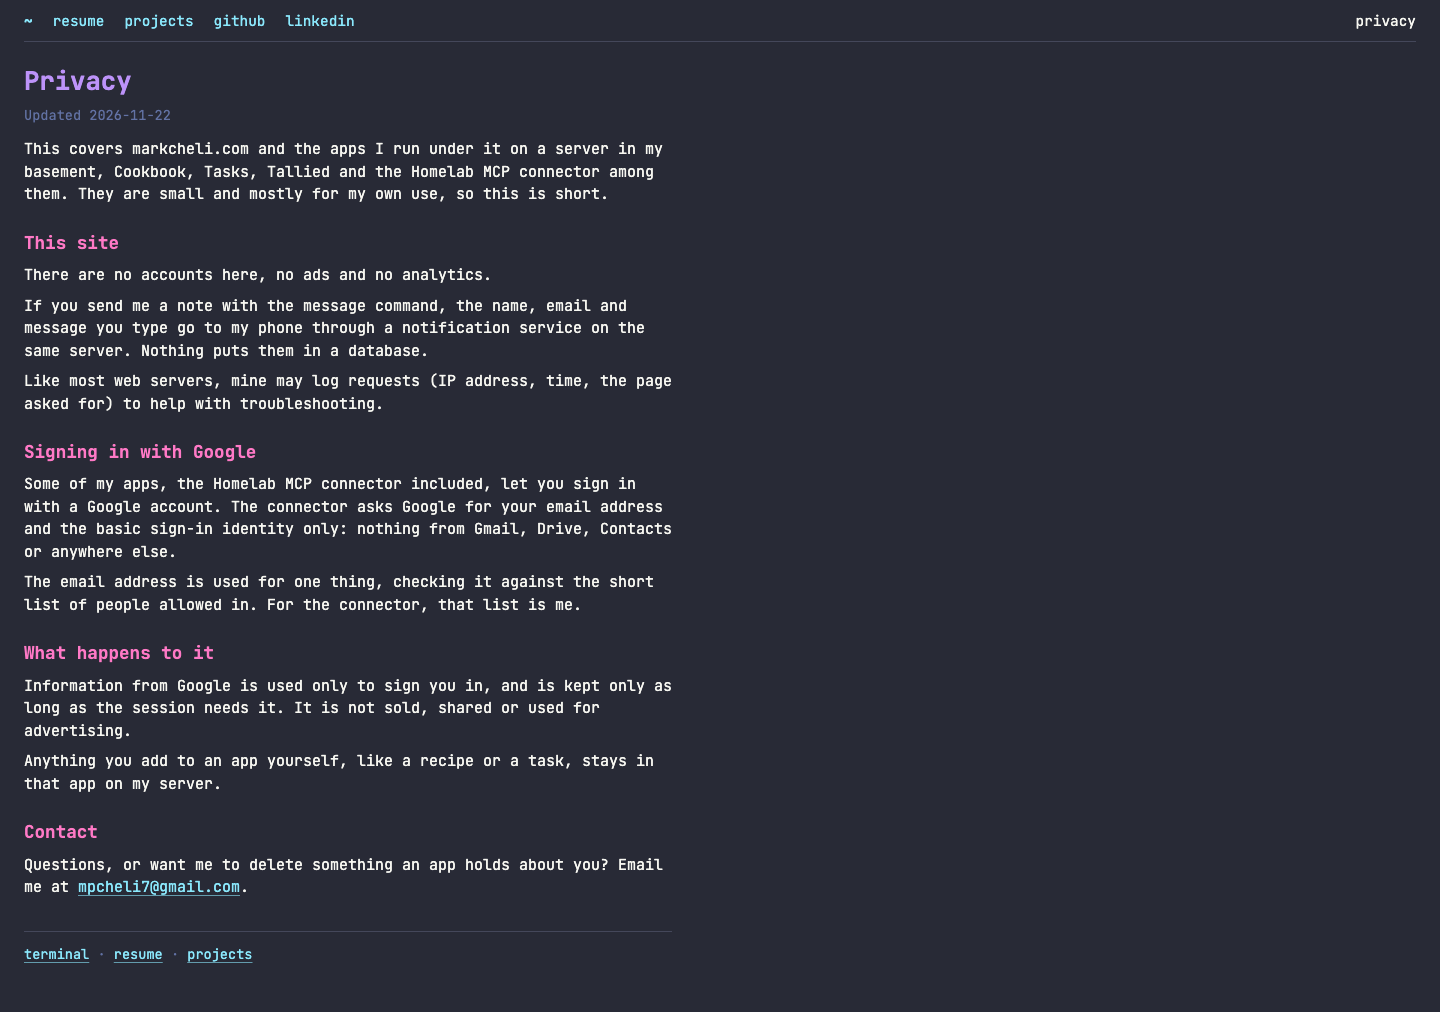 ~ resume projects github linkedin privacy
Privacy
Updated 2026-11-22
This covers markcheli.com and the apps I run under it on a server in my
basement, Cookbook, Tasks, Tallied and the Homelab MCP connector among
them. They are small and mostly for my own use, so this is short.
This site
There are no accounts here, no ads and no analytics.
If you send me a note with the message command, the name, email and
message you type go to my phone through a notification service on the
same server. Nothing puts them in a database.
Like most web servers, mine may log requests (IP address, time, the page
asked for) to help with troubleshooting.
Signing in with Google
Some of my apps, the Homelab MCP connector included, let you sign in
with a Google account. The connector asks Google for your email address
and the basic sign-in identity only: nothing from Gmail, Drive, Contacts
or anywhere else.
The email address is used for one thing, checking it against the short
list of people allowed in. For the connector, that list is me.
What happens to it
Information from Google is used only to sign you in, and is kept only as
long as the session needs it. It is not sold, shared or used for
advertising.
Anything you add to an app yourself, like a recipe or a task, stays in
that app on my server.
Contact
Questions, or want me to delete something an app holds about you? Email
me at mpcheli7@gmail.com.
terminal · resume · projects